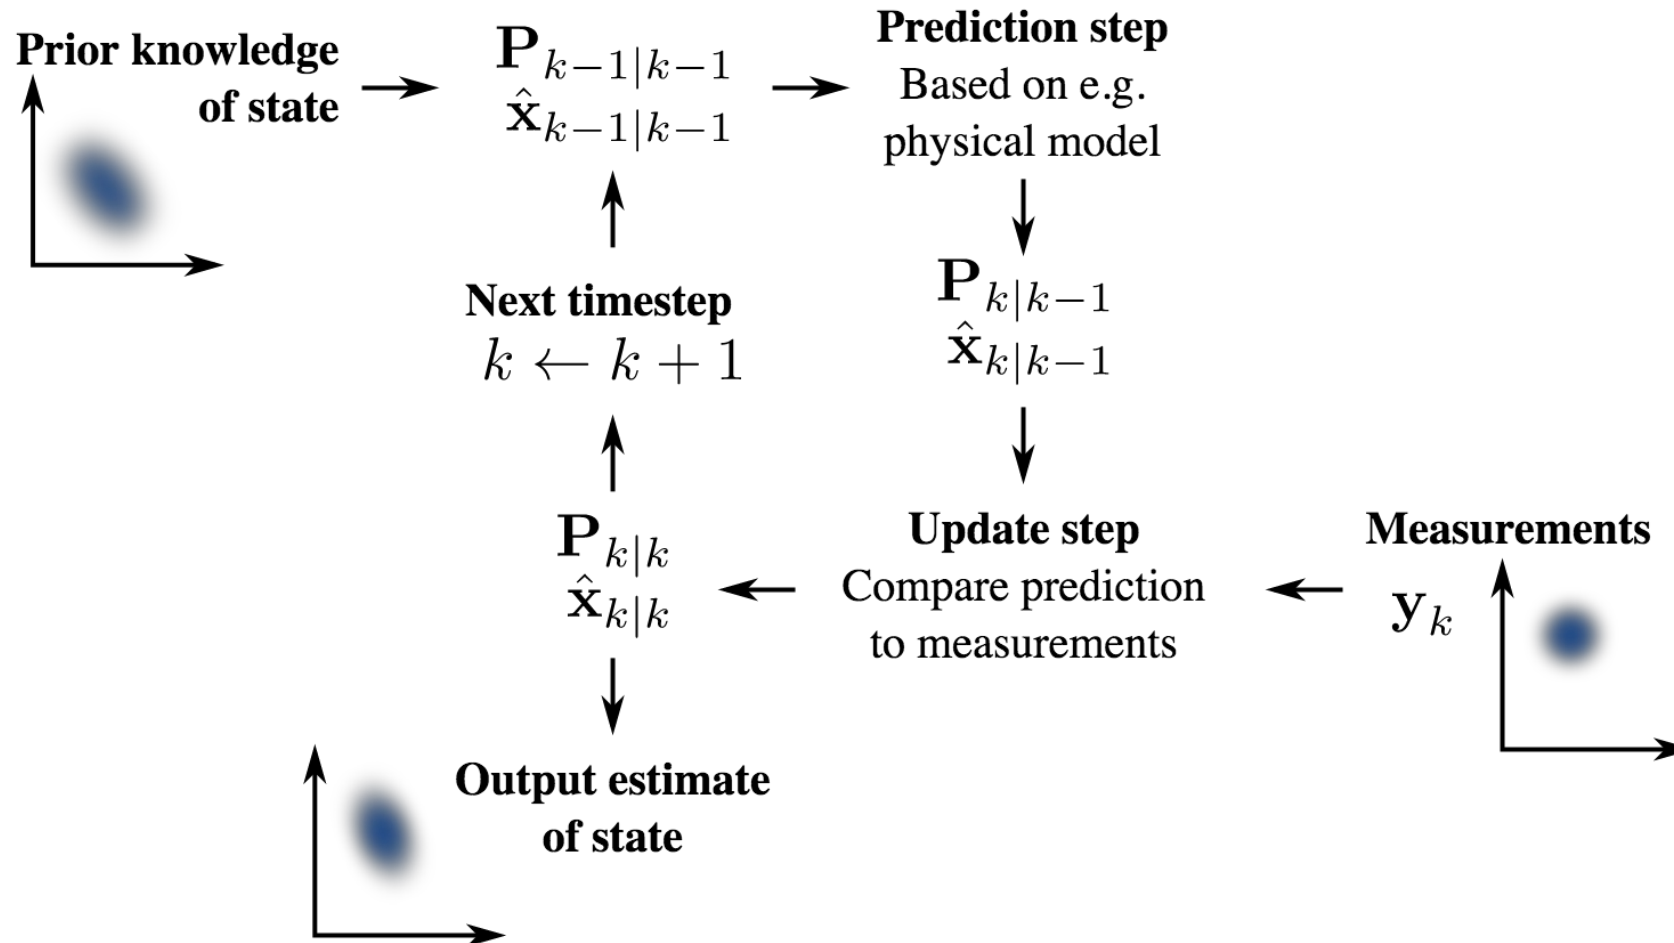 Prior knowledge
of state
P_{k−1|k−1}
x̂_{k−1|k−1}
Prediction step
Based on e.g.
physical model
P_{k|k−1}
x̂_{k|k−1}
Next timestep
k ← k + 1
Update step
Compare prediction
to measurements
Measurements
y_k
P_{k|k}
x̂_{k|k}
Output estimate
of state